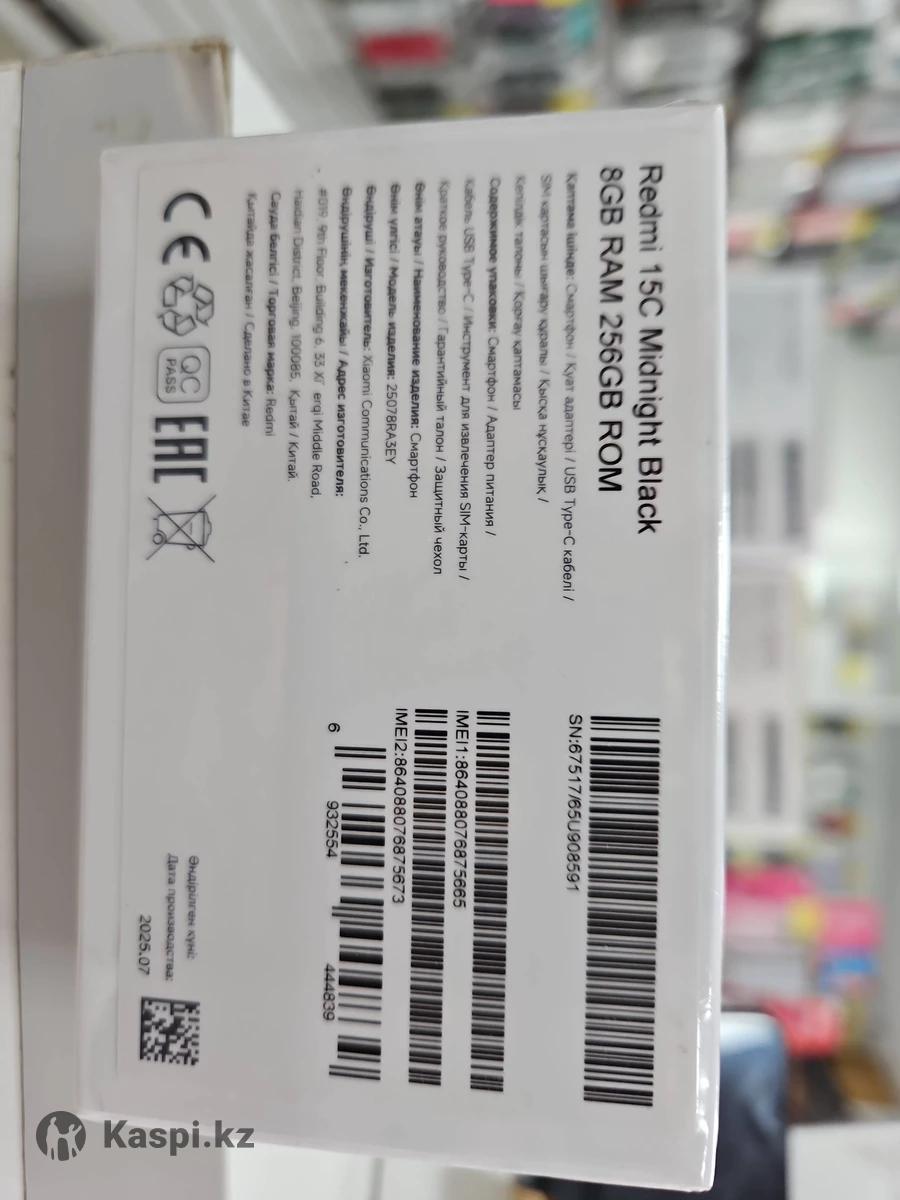 Redmi 15C Midnight Black
8GB RAM 256GB ROM
Қаптама ішінде: Смартфон / Қуат адаптері / USB Type-C кабелі /
SIM картасын шығару құралы / Қысқа нұсқаулық /
Кепілдік талоны / Қорғау қаптамасы
Содержимое упаковки: Смартфон / Адаптер питания /
Кабель USB Type-C / Инструмент для извлечения SIM-карты /
Краткое руководство / Гарантийный талон / Защитный чехол
Өнім атауы / Наименование изделия: Смартфон
Өнім үлгісі / Модель изделия: 25078RA3EY
Өндіруші / Изготовитель: Xiaomi Communications Co., Ltd.
Өндірушінің мекенжайы / Адрес изготовителя:
#019, 9th Floor, Building 6, 33 Xi erqi Middle Road,
Haidian District, Beijing, 100085, Қытай / Китай.
Сауда белгісі / Торговая марка: Redmi
Қытайда жасалған / Сделано в Китае
CE
QC
PASS
EAC
SN:67517/65U908591
IMEI1:864088076875665
IMEI2:864088076875673
6 932554 444839
Өндірілген күні:
Дата производства:
2025.07
Kaspi.kz